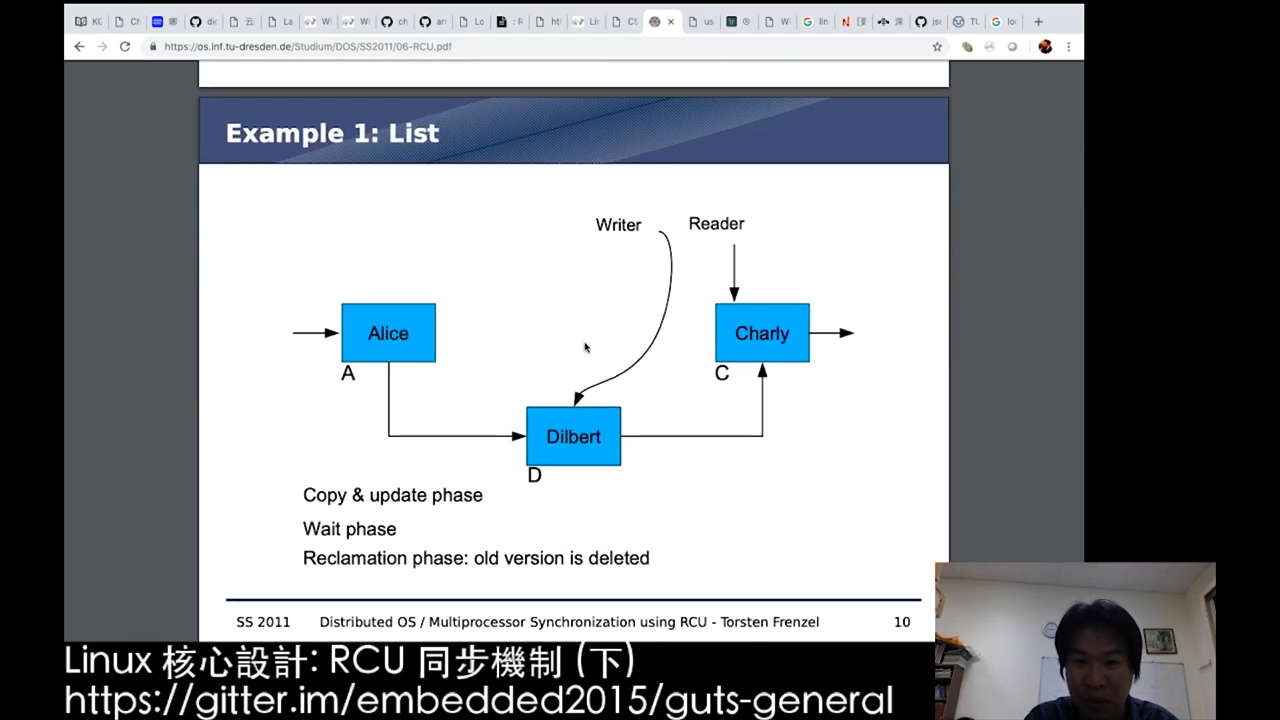 https://os.inf.tu-dresden.de/Studium/DOS/SS2011/06-RCU.pdf
Example 1: List
Writer
Reader
Alice
Charly
A
C
Dilbert
D
Copy & update phase
Wait phase
Reclamation phase: old version is deleted
SS 2011
Distributed OS / Multiprocessor Synchronization using RCU - Torsten Frenzel
10
Linux 核心設計: RCU 同步機制 (下)
https://gitter.im/embedded2015/guts-general